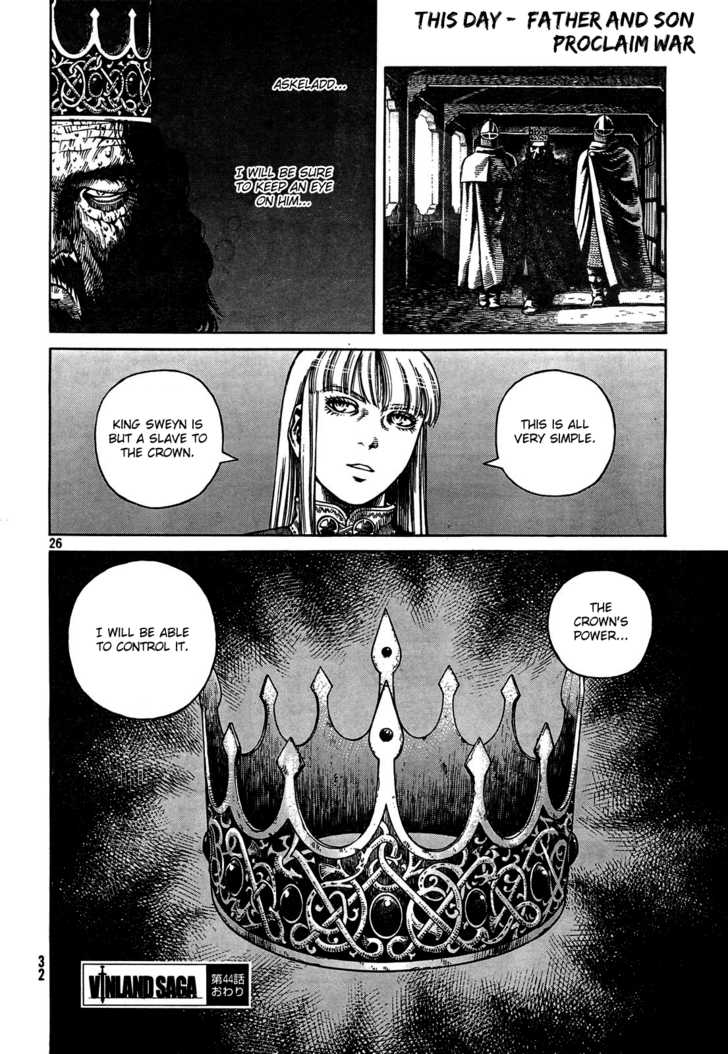 THIS DAY - FATHER AND SON
PROCLAIM WAR
ASKELADD...
I WILL BE SURE
TO KEEP AN EYE
ON HIM...
THIS IS ALL
VERY SIMPLE.
KING SWEYN IS
BUT A SLAVE TO
THE CROWN.
26
THE
CROWN'S
POWER...
I WILL BE ABLE
TO CONTROL IT.
32
VINLAND SAGA
第44話
おわり